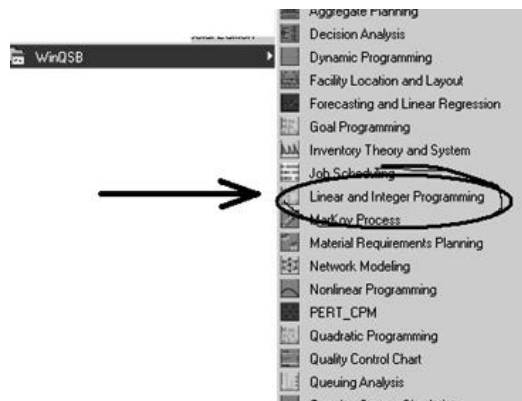 Aggregate Planning
Decision Analysis
WinQSB
Dynamic Programming
Facility Location and Layout
Forecasting and Linear Regression
Goal Programming
Inventory Theory and System
Job Scheduling
Linear and Integer Programming
MarKov Process
Material Requirements Planning
Network Modeling
Nonlinear Programming
PERT_CPM
Quadratic Programming
Quality Control Chart
Queuing Analysis